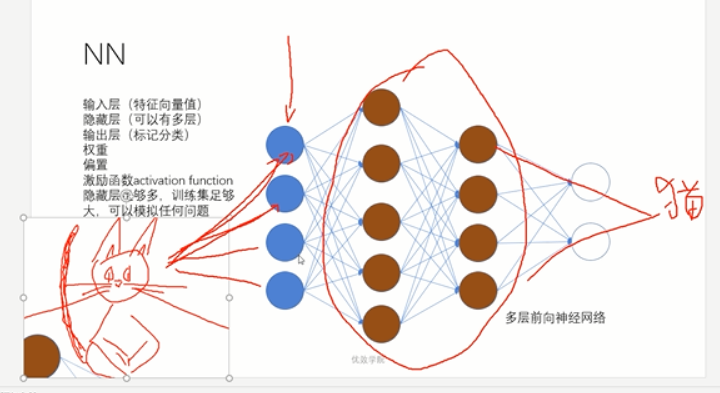 NN
输入层（特征向量值）
隐藏层（可以有多层）
输出层（标记分类）
权重
偏置
激励函数activation function
隐藏层足够多，训练集足够
大，可以模拟任何问题
猫
多层前向神经网络
优效学院